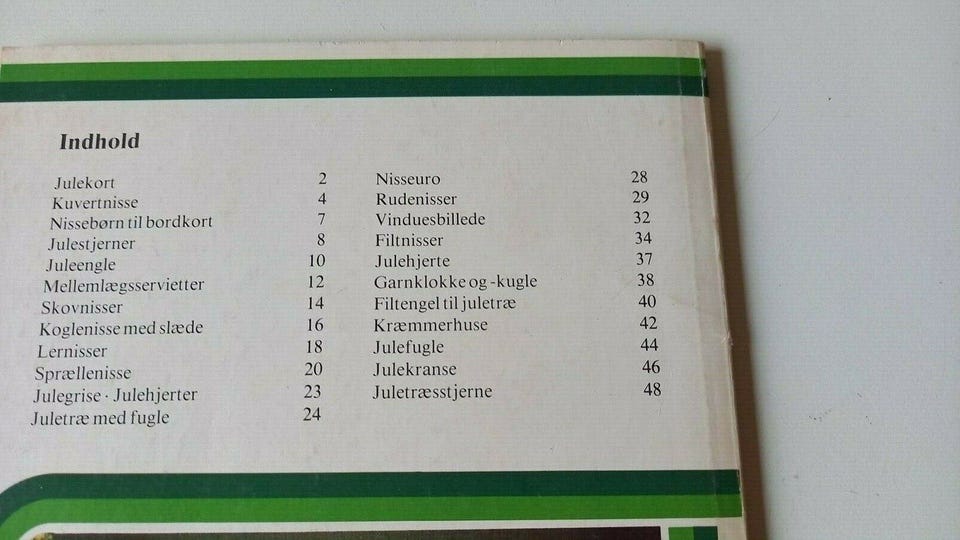 Indhold
Julekort 2
Kuvertnisse 4
Nissebørn til bordkort 7
Julestjerner 8
Juleengle 10
Mellemlægsservietter 12
Skovnisser 14
Koglenisse med slæde 16
Lernisser 18
Sprællenisse 20
Julegrise · Julehjerter 23
Juletræ med fugle 24
Nisseuro 28
Rudenisser 29
Vinduesbillede 32
Filtnisser 34
Julehjerte 37
Garnklokke og -kugle 38
Filtengel til juletræ 40
Kræmmerhuse 42
Julefugle 44
Julekranse 46
Juletræsstjerne 48